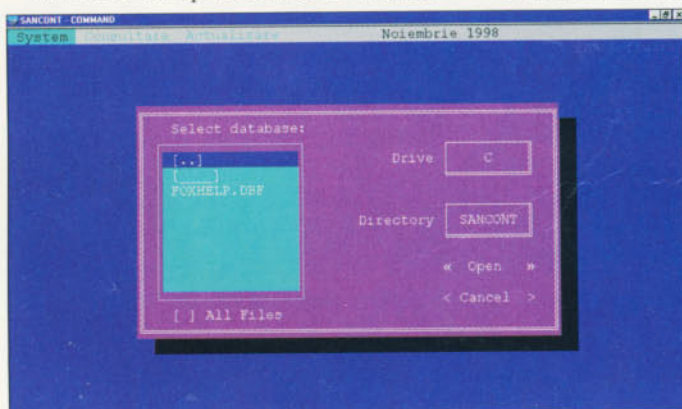 SANCONT - COMMAND
System Consultare Actualizare Noiembrie 1998
Select database:
[..]
[ ]
FOXHELP.DBF
Drive C
Directory SANCONT
« Open »
< Cancel >
[ ] All Files